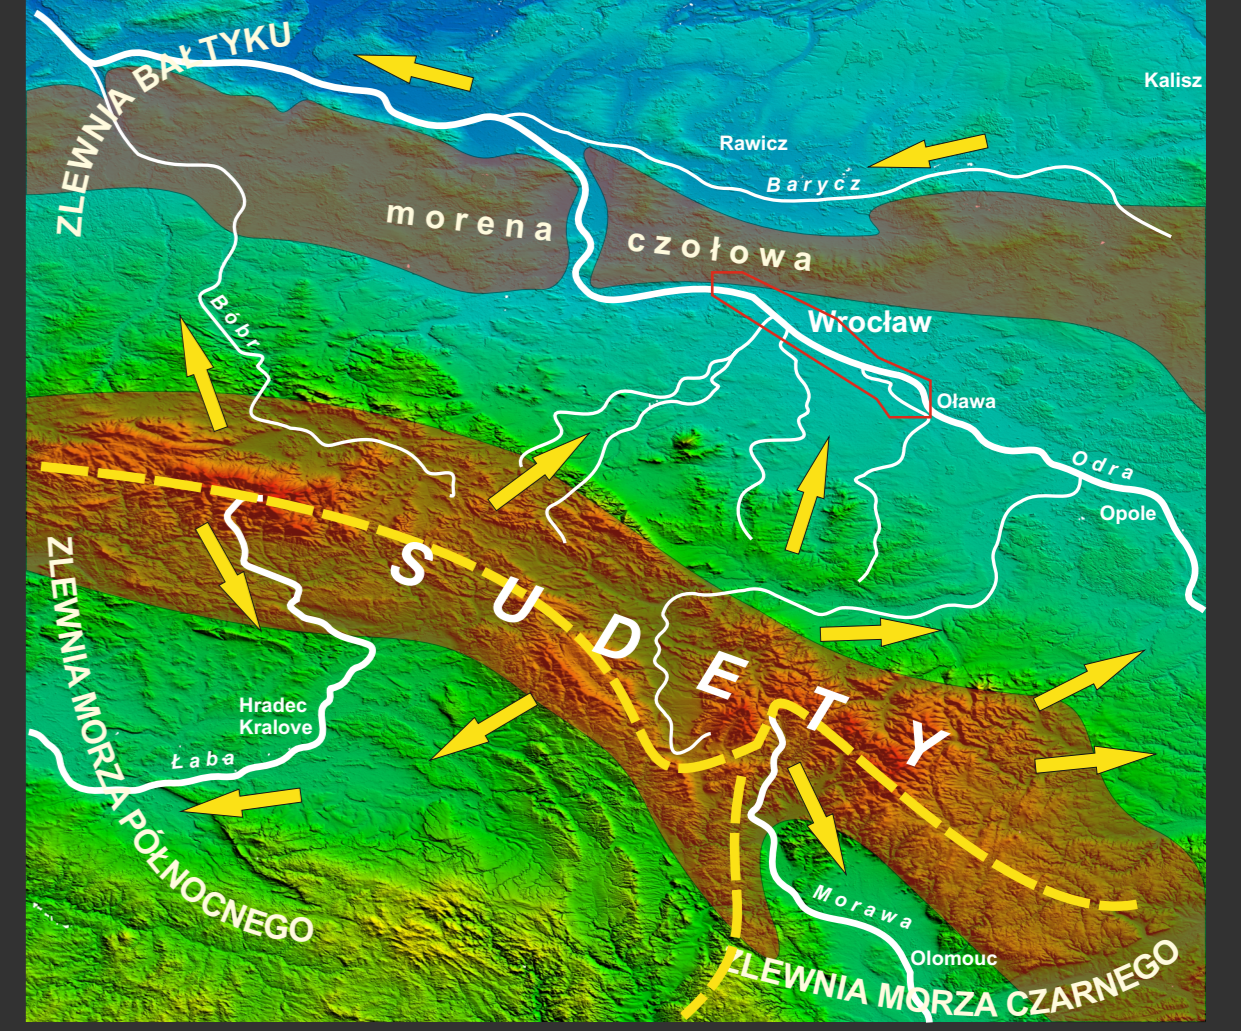 ZLEWNIA BAŁTYKU
Kalisz
Rawicz
Barycz
morena czołowa
Bóbr
Wrocław
Oława
Odra
Opole
SUDETY
ZLEWNIA MORZA PÓŁNOCNEGO
Hradec
Kralove
Łaba
Morawa
Olomouc
ZLEWNIA MORZA CZARNEGO